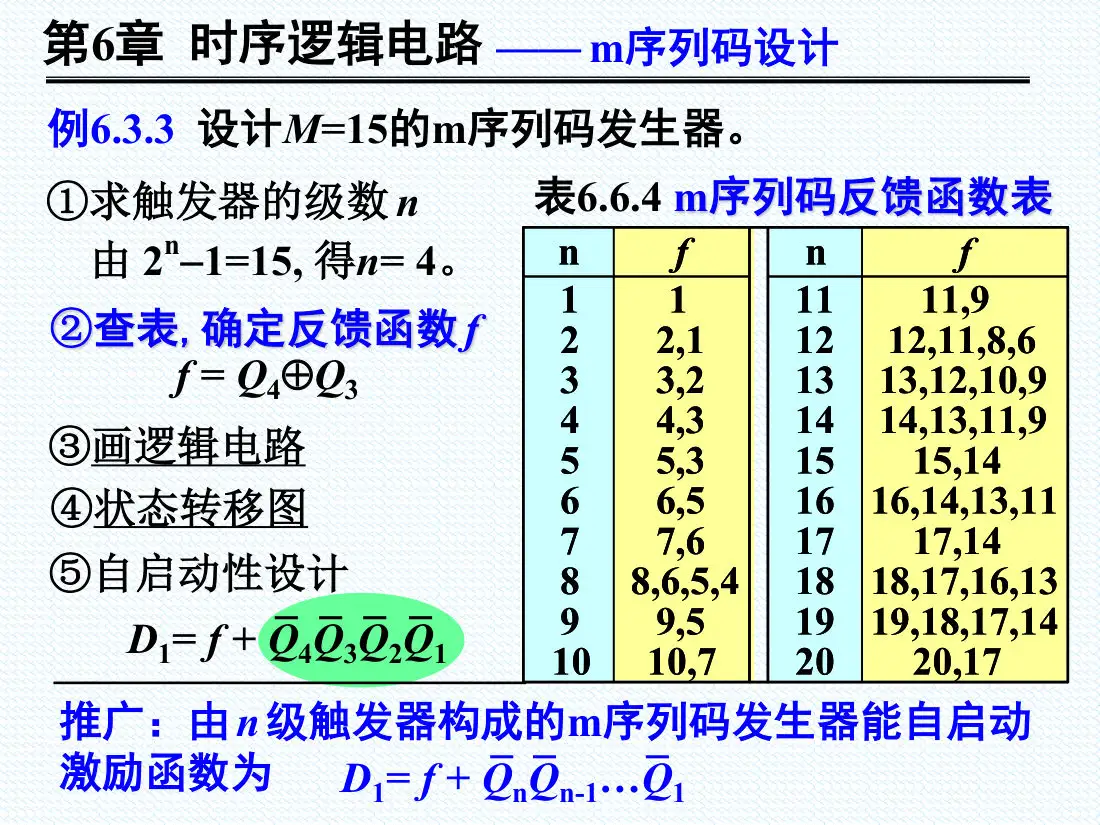 第6章 时序逻辑电路 —— m序列码设计
例6.3.3 设计M=15的m序列码发生器。
①求触发器的级数n
由 2ⁿ−1=15, 得n= 4。
②查表, 确定反馈函数f
f = Q₄⊕Q₃
③画逻辑电路
④状态转移图
⑤自启动性设计
D₁= f + Q̅₄Q̅₃Q̅₂Q̅₁
表6.6.4 m序列码反馈函数表
n f n f
1 1 11 11,9
2 2,1 12 12,11,8,6
3 3,2 13 13,12,10,9
4 4,3 14 14,13,11,9
5 5,3 15 15,14
6 6,5 16 16,14,13,11
7 7,6 17 17,14
8 8,6,5,4 18 18,17,16,13
9 9,5 19 19,18,17,14
10 10,7 20 20,17
推广：由n级触发器构成的m序列码发生器能自启动
激励函数为 D₁= f + Q̅ₙQ̅ₙ₋₁…Q̅₁